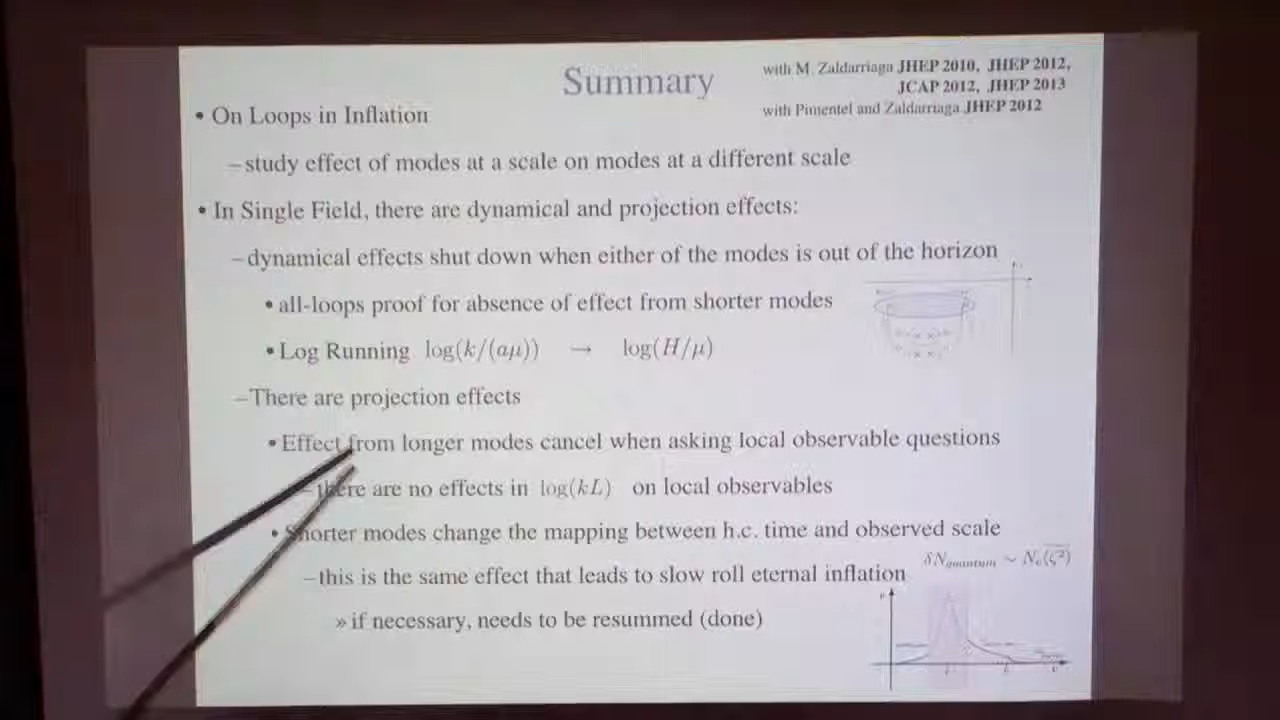 Summary
with M. Zaldarriaga JHEP 2010, JHEP 2012,
JCAP 2012, JHEP 2013
with Pimentel and Zaldarriaga JHEP 2012
• On Loops in Inflation
– study effect of modes at a scale on modes at a different scale
• In Single Field, there are dynamical and projection effects:
– dynamical effects shut down when either of the modes is out of the horizon
• all-loops proof for absence of effect from shorter modes
• Log Running log(k/(aμ)) → log(H/μ)
– There are projection effects
• Effect from longer modes cancel when asking local observable questions
– there are no effects in log(kL) on local observables
• Shorter modes change the mapping between h.c. time and observed scale
δN_quantum ~ N_c⟨ζ²⟩
– this is the same effect that leads to slow roll eternal inflation
» if necessary, needs to be resummed (done)